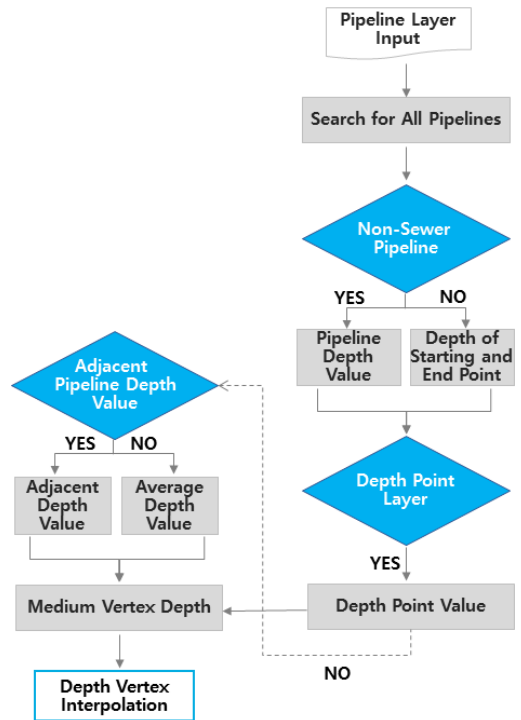 Pipeline Layer
Input
Search for All Pipelines
Non-Sewer
Pipeline
YES
NO
Pipeline
Depth
Value
Depth of
Starting and
End Point
Depth Point
Layer
YES
Depth Point Value
NO
Adjacent
Pipeline Depth
Value
YES
NO
Adjacent
Depth
Value
Average
Depth
Value
Medium Vertex Depth
Depth Vertex
Interpolation